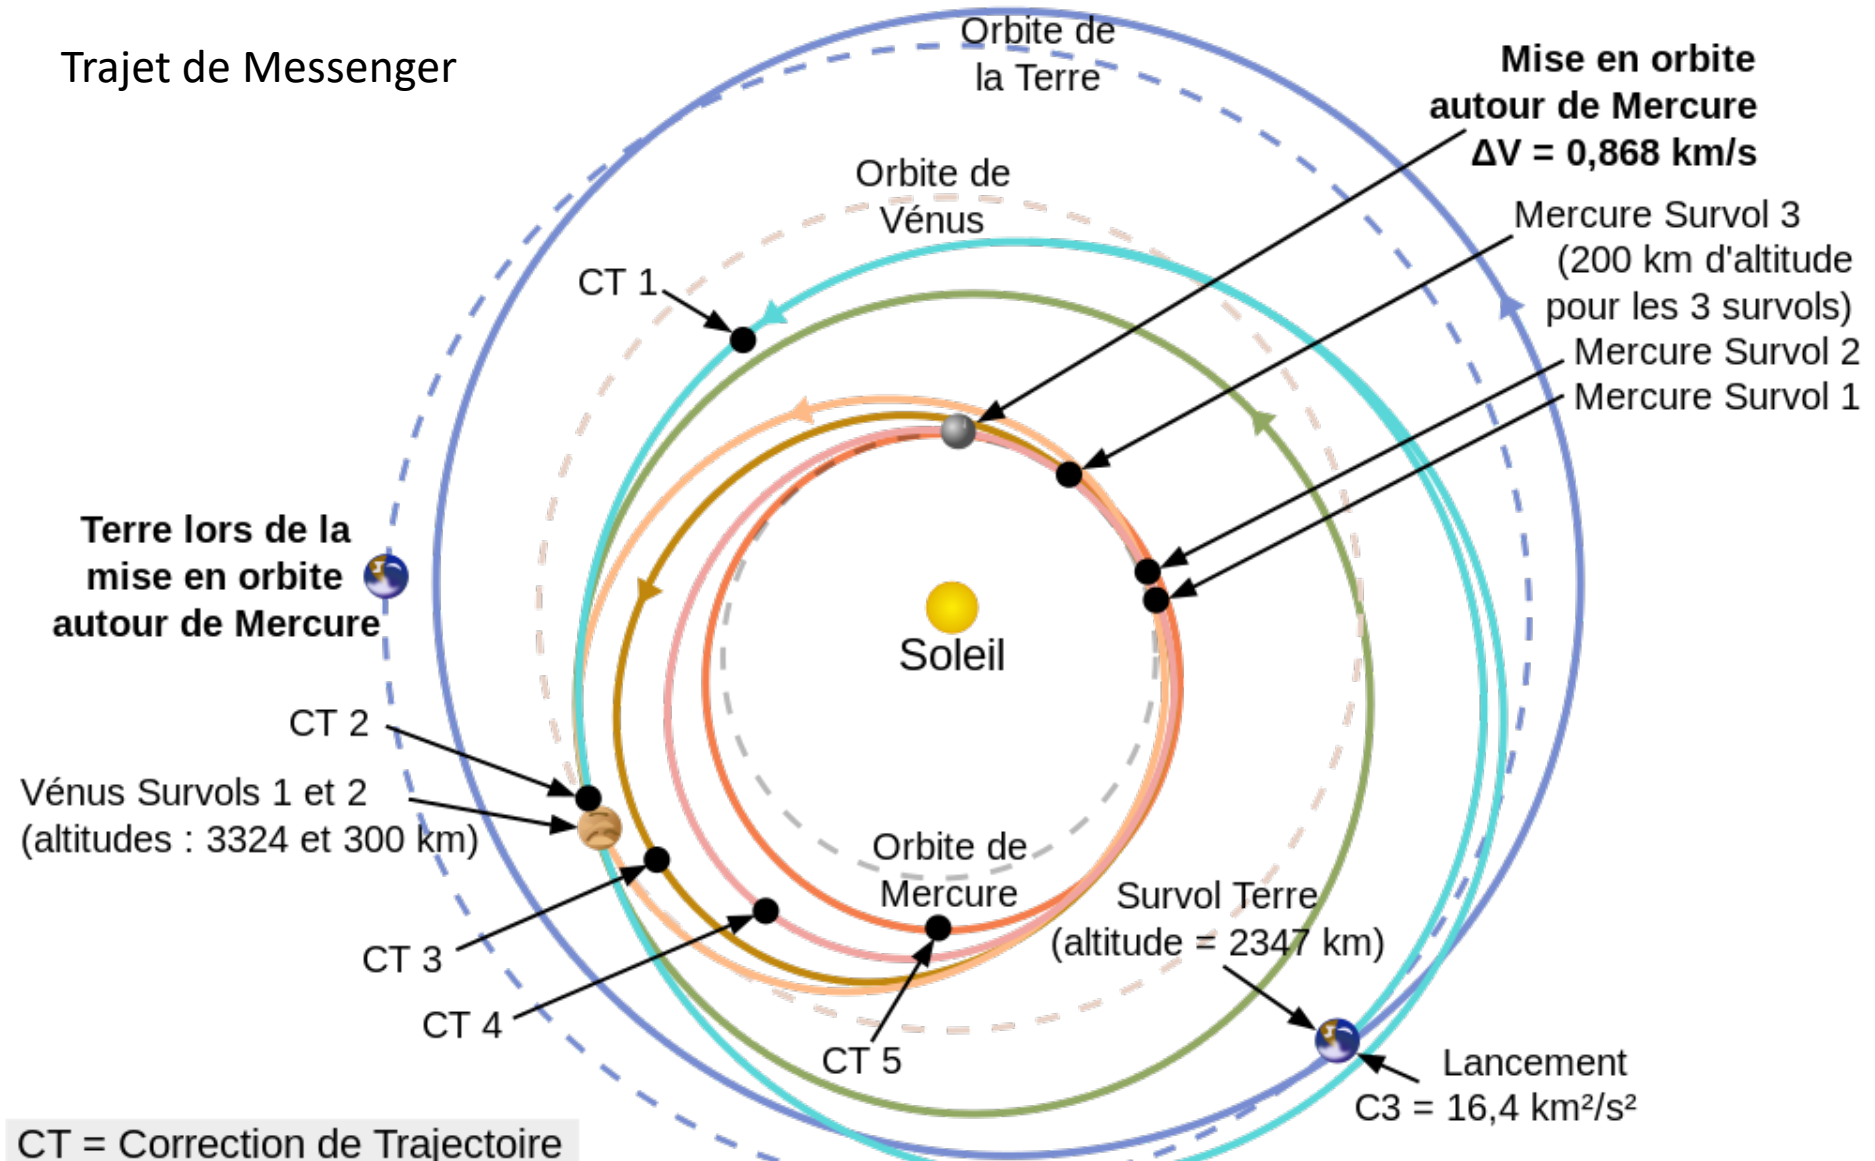 Trajet de Messenger
Orbite de
la Terre
Mise en orbite
autour de Mercure
ΔV = 0,868 km/s
Orbite de
Vénus
Mercure Survol 3
(200 km d'altitude
pour les 3 survols)
CT 1
Mercure Survol 2
Mercure Survol 1
Terre lors de la
mise en orbite
autour de Mercure
Soleil
CT 2
Vénus Survols 1 et 2
(altitudes : 3324 et 300 km)
Orbite de
Mercure
Survol Terre
(altitude = 2347 km)
CT 3
CT 4
CT 5
Lancement
C3 = 16,4 km²/s²
CT = Correction de Trajectoire